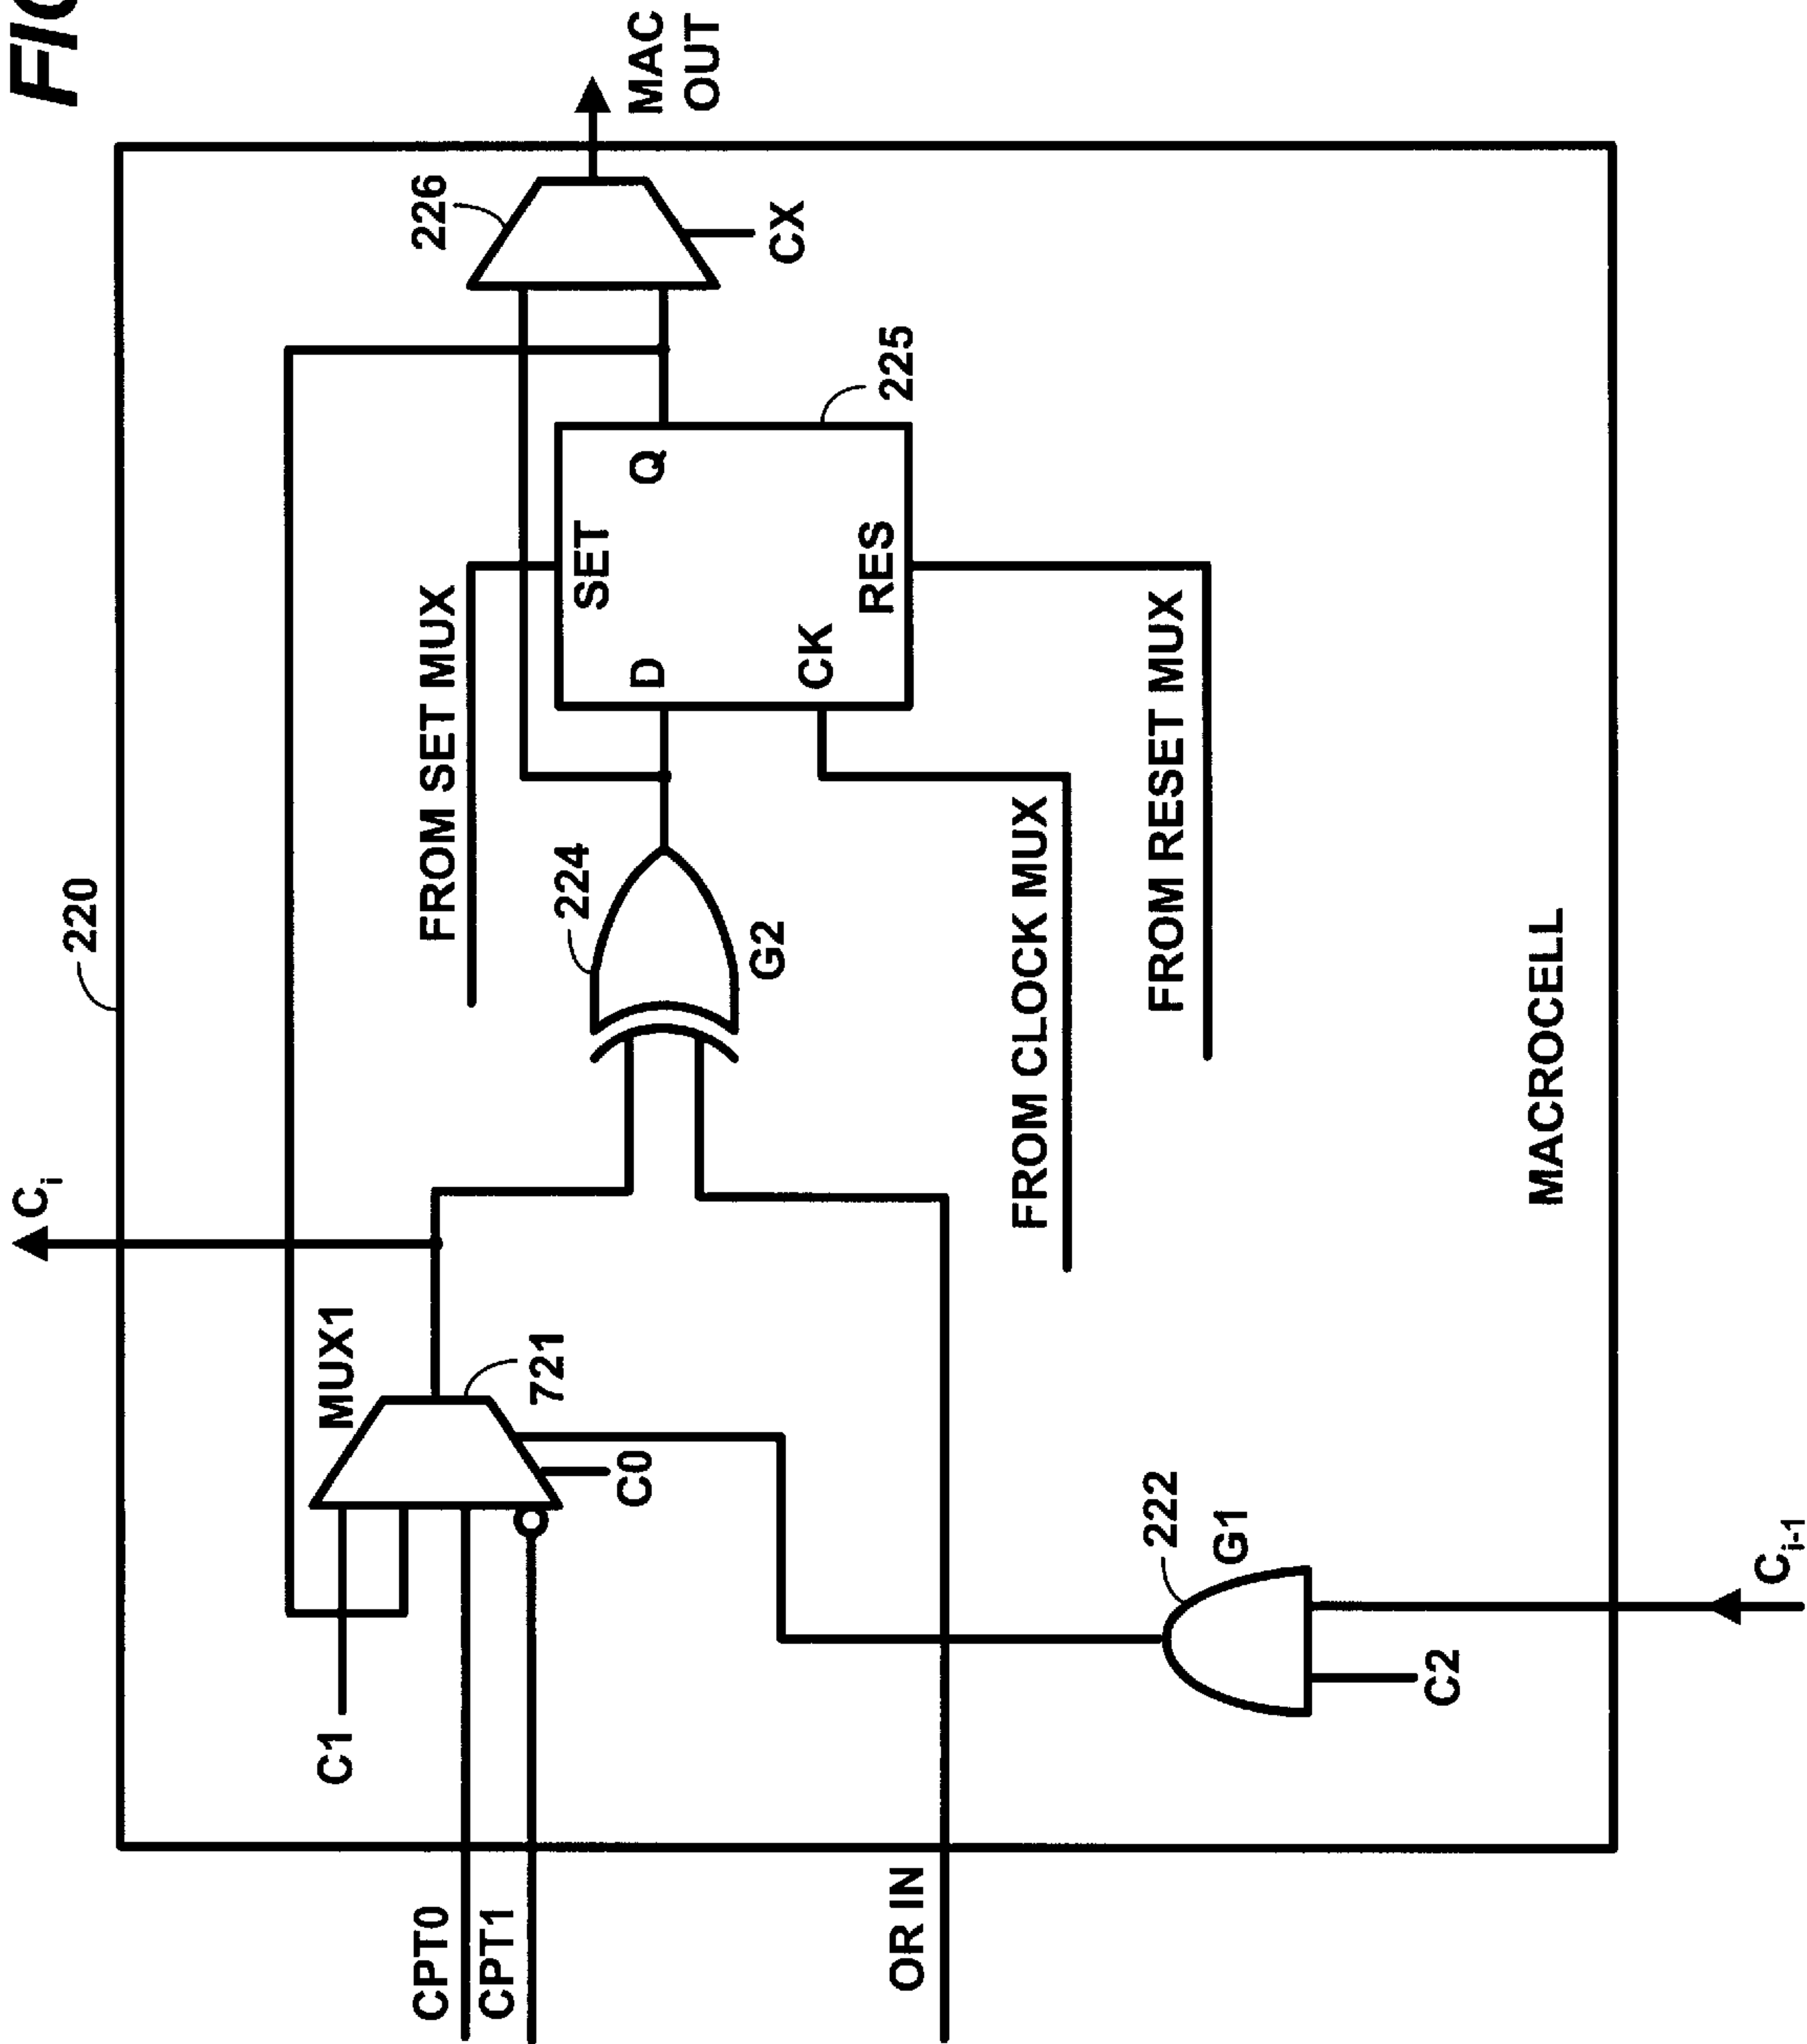 FIG
220
C1
MUX1
Ci
721
C0
CPT0
CPT1
OR IN
222
G1
C2
Ci-1
224
G2
FROM SET MUX
FROM CLOCK MUX
FROM RESET MUX
SET
D
Q
CK
RES
225
226
CX
MAC
OUT
MACROCELL